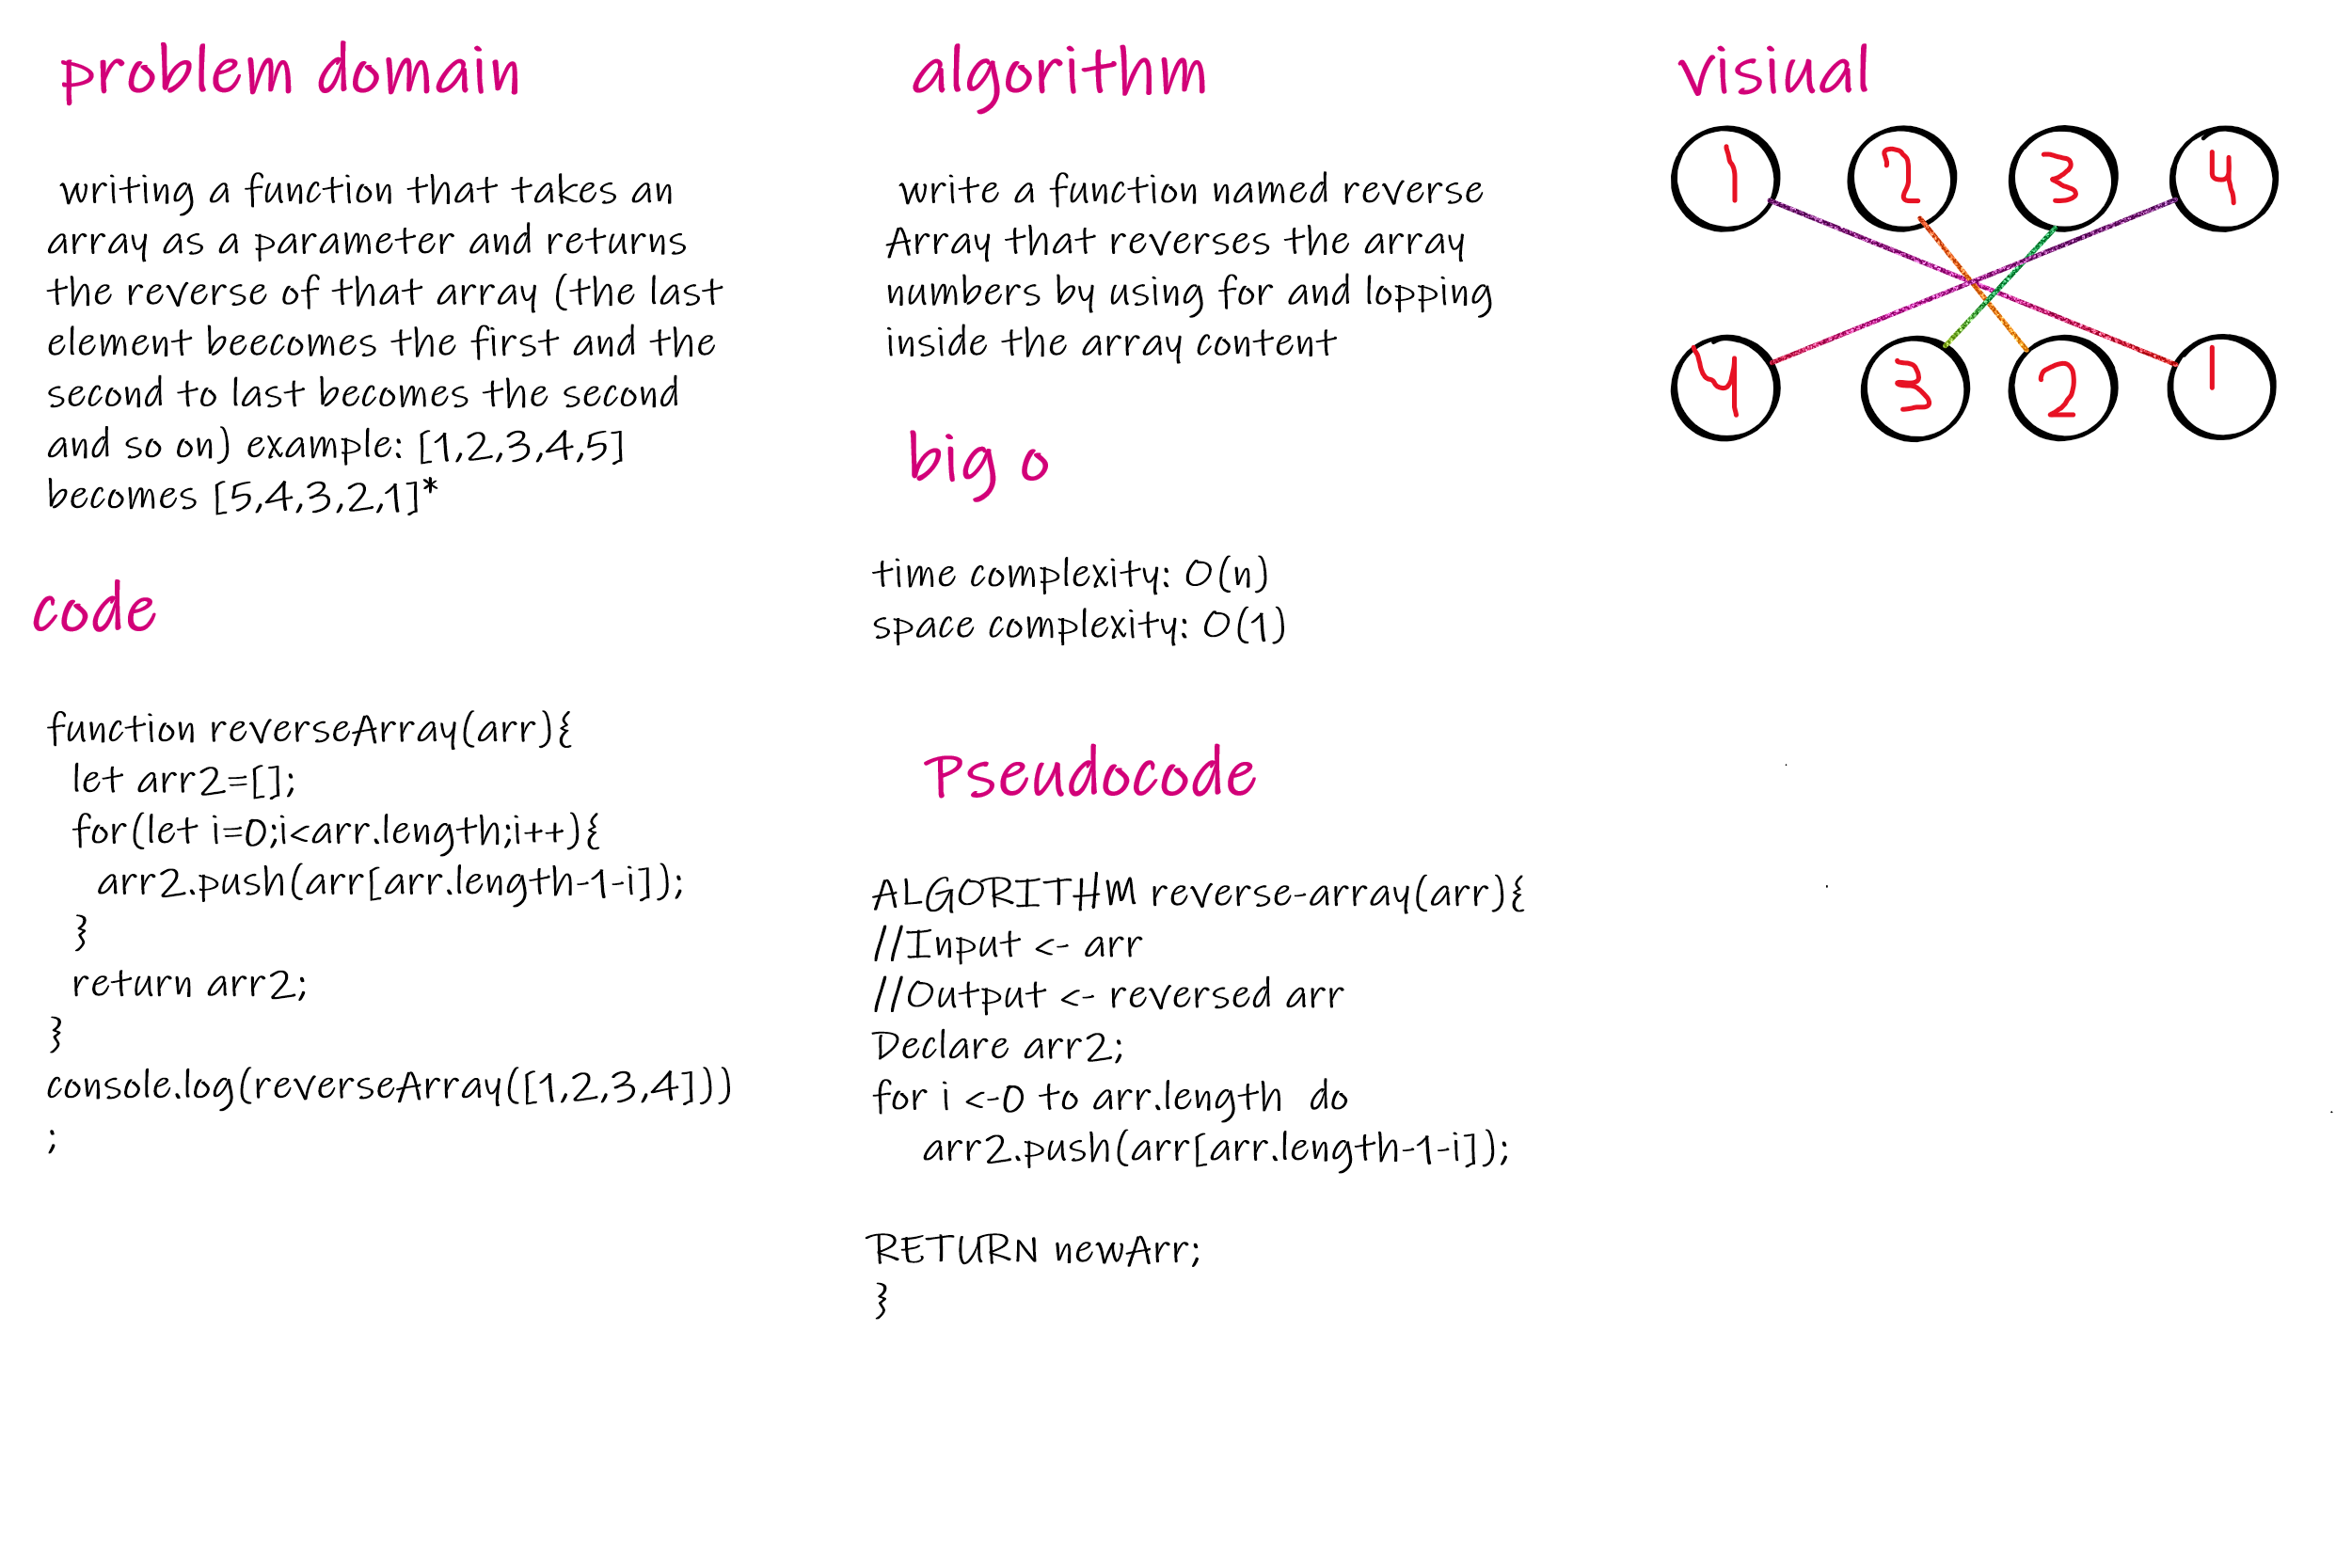 problem domain
writing a function that takes an
array as a parameter and returns
the reverse of that array (the last
element beecomes the first and the
second to last becomes the second
and so on) example: [1,2,3,4,5]
becomes [5,4,3,2,1]*
code
function reverseArray(arr){
let arr2=[];
for(let i=0;i<arr.length;i++){
arr2.push(arr[arr.length-1-i]);
}
return arr2;
}
console.log(reverseArray([1,2,3,4]))
;
algorithm
write a function named reverse
Array that reverses the array
numbers by using for and lopping
inside the array content
big o
time complexity: O(n)
space complexity: O(1)
Pseudocode
ALGORITHM reverse-array(arr){
//Input <- arr
//Output <- reversed arr
Declare arr2;
for i <-0 to arr.length  do
arr2.push(arr[arr.length-1-i]);
RETURN newArr;
}
visiual
1 2 3 4
4 3 2 1